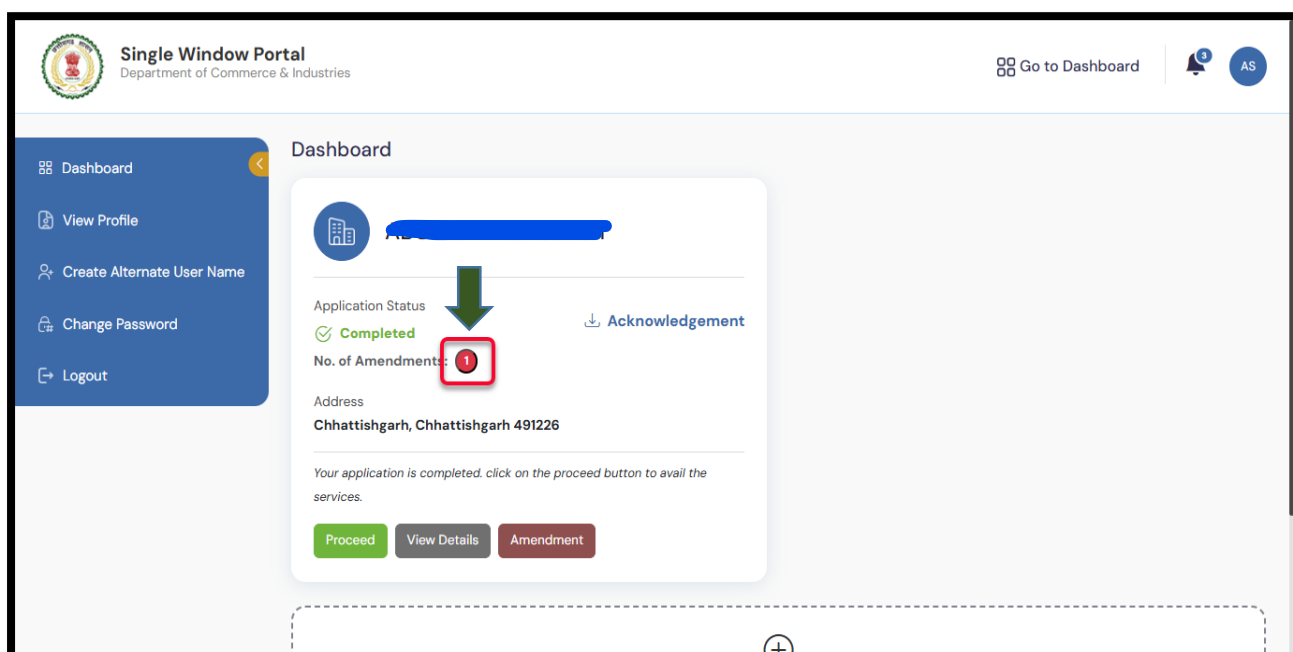 Single Window Portal
Department of Commerce & Industries
Go to Dashboard
3
AS
Dashboard
View Profile
Create Alternate User Name
Change Password
Logout
Dashboard
Application Status
Completed
Acknowledgement
No. of Amendments: 1
Address
Chhattishgarh, Chhattishgarh 491226
Your application is completed. click on the proceed button to avail the
services.
Proceed
View Details
Amendment